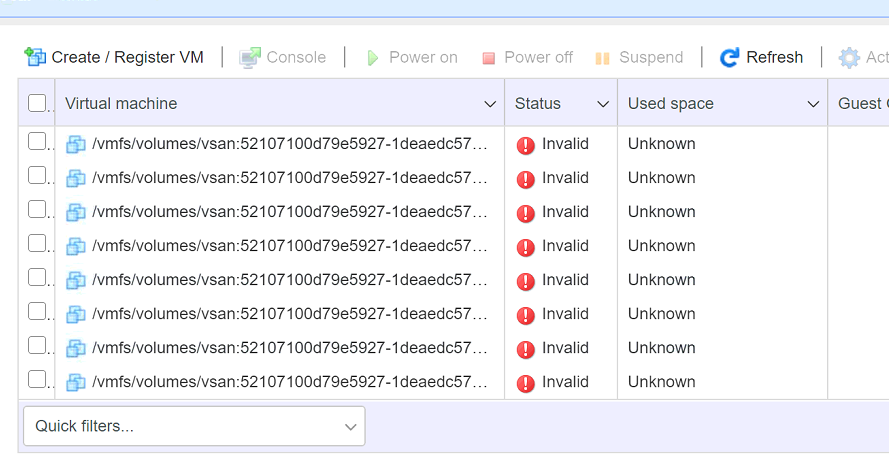 Create / Register VM Console Power on Power off Suspend Refresh Act
Virtual machine Status Used space Guest
/vmfs/volumes/vsan:52107100d79e5927-1deaedc57... Invalid Unknown
/vmfs/volumes/vsan:52107100d79e5927-1deaedc57... Invalid Unknown
/vmfs/volumes/vsan:52107100d79e5927-1deaedc57... Invalid Unknown
/vmfs/volumes/vsan:52107100d79e5927-1deaedc57... Invalid Unknown
/vmfs/volumes/vsan:52107100d79e5927-1deaedc57... Invalid Unknown
/vmfs/volumes/vsan:52107100d79e5927-1deaedc57... Invalid Unknown
/vmfs/volumes/vsan:52107100d79e5927-1deaedc57... Invalid Unknown
/vmfs/volumes/vsan:52107100d79e5927-1deaedc57... Invalid Unknown
Quick filters...